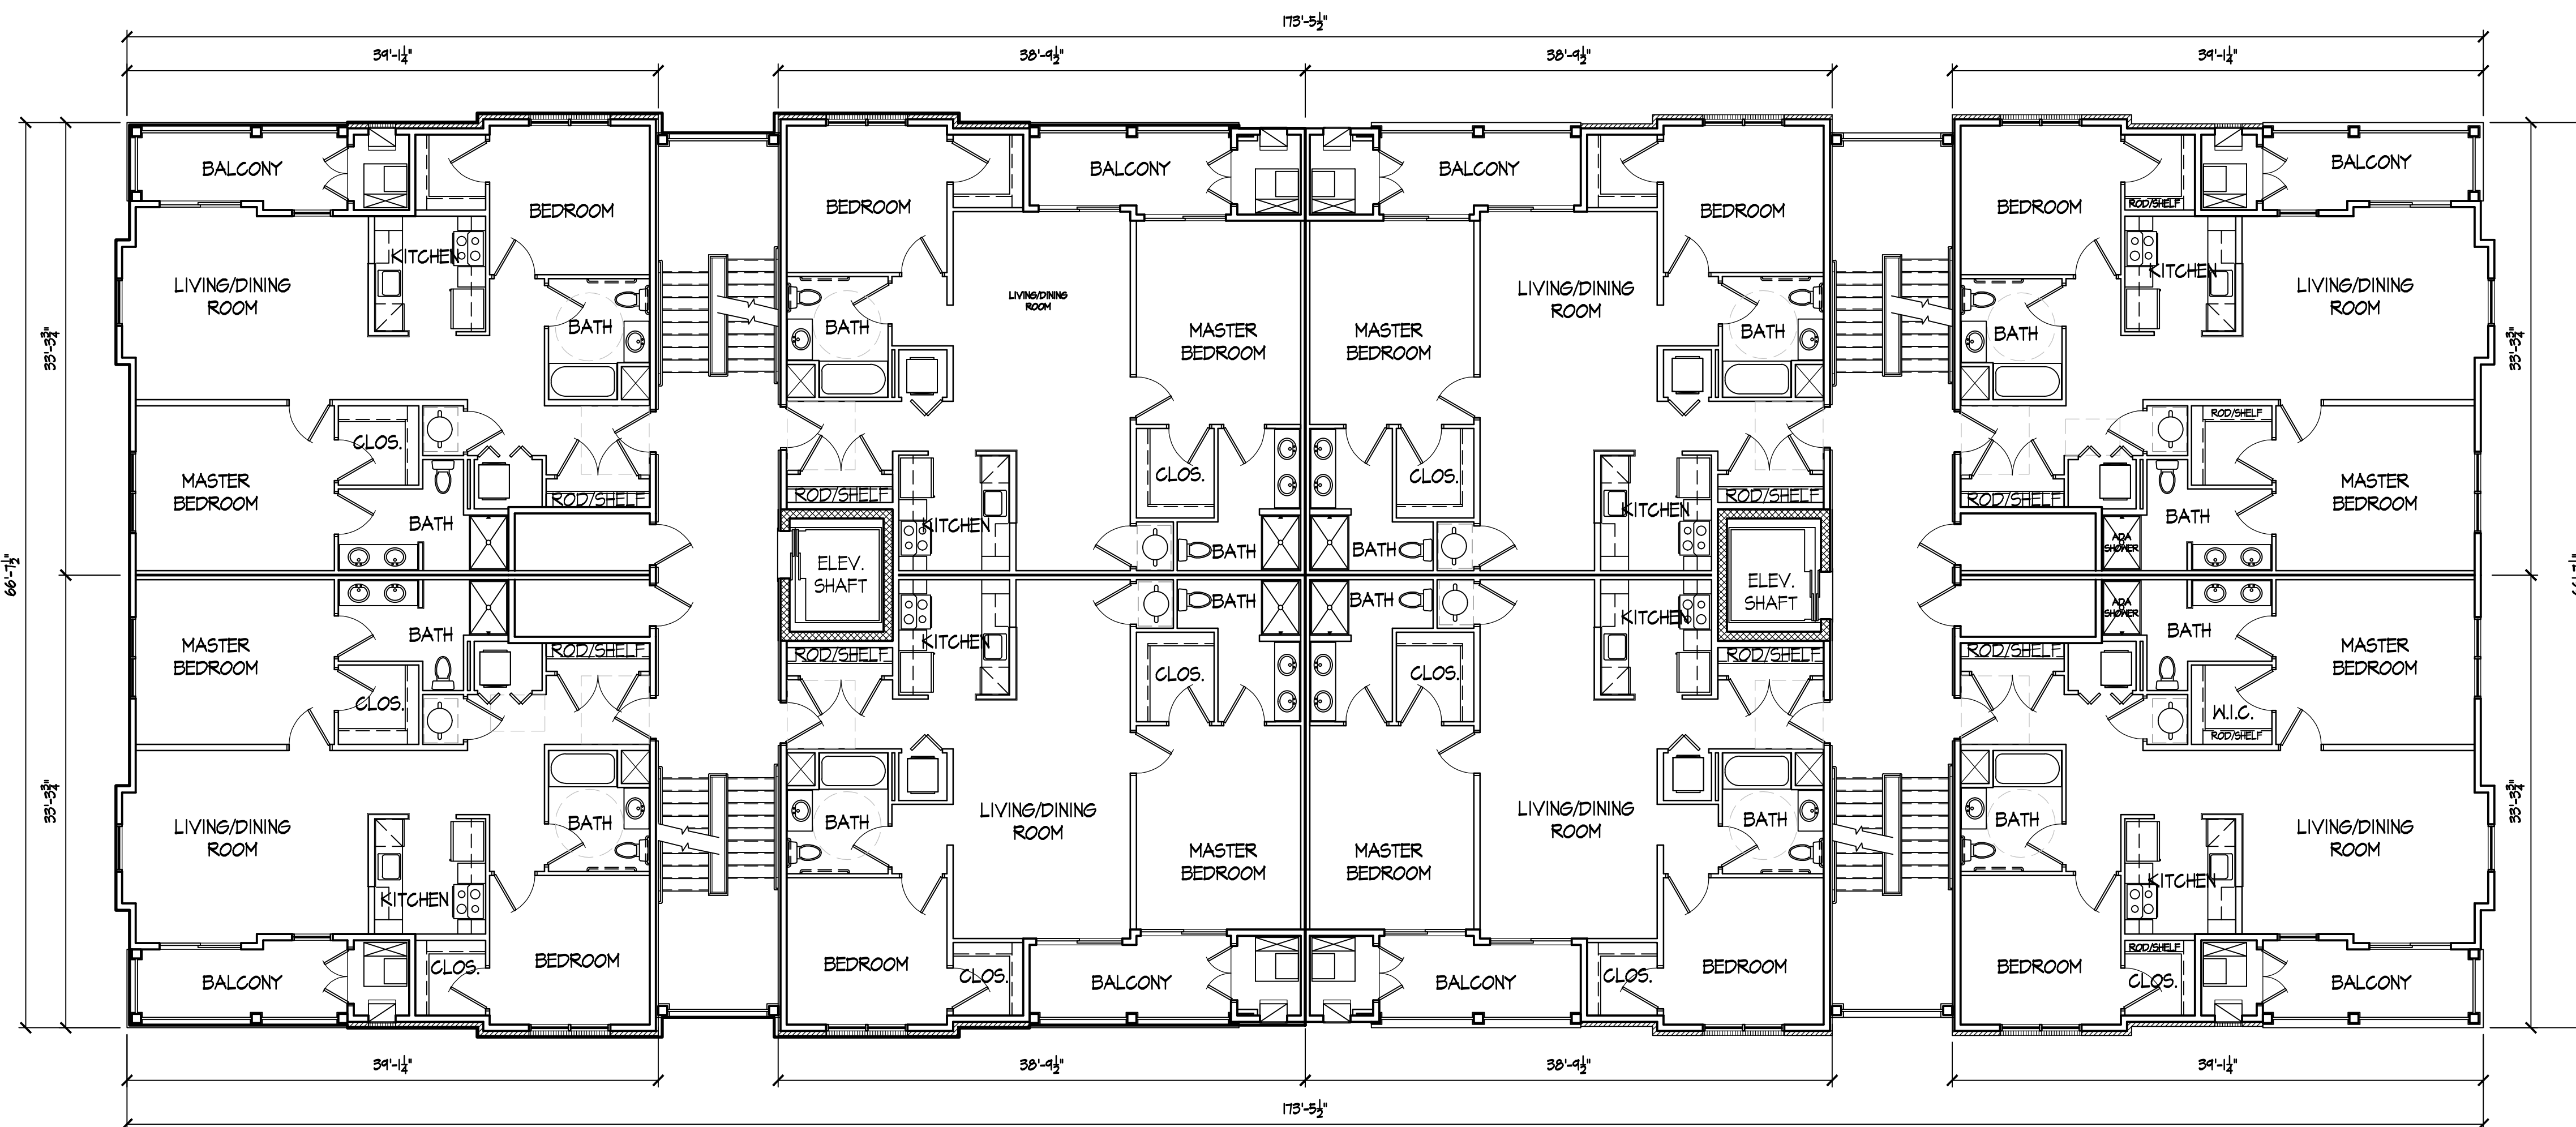 173'-5½"
39'-1¼"
38'-9½"
38'-9½"
39'-1¼"
BALCONY
BEDROOM
BEDROOM
BALCONY
BALCONY
BEDROOM
BEDROOM
ROD/SHELF
BALCONY
KITCHEN
LIVING/DINING
ROOM
BATH
LIVING/DINING
ROOM
BATH
MASTER
BEDROOM
MASTER
BEDROOM
LIVING/DINING
ROOM
BATH
BATH
KITCHEN
LIVING/DINING
ROOM
33'-3¾"
33'-3¾"
CLOS.
MASTER
BEDROOM
BATH
ROD/SHELF
ROD/SHELF
KITCHEN
CLOS.
BATH
CLOS.
BATH
KITCHEN
ROD/SHELF
ROD/SHELF
ROD/SHELF
BATH
ADA
SHOWER
MASTER
BEDROOM
66'-7½"
ELEV.
SHAFT
ELEV.
SHAFT
MASTER
BEDROOM
BATH
ROD/SHELF
CLOS.
ROD/SHELF
KITCHEN
BATH
CLOS.
BATH
CLOS.
KITCHEN
ROD/SHELF
ROD/SHELF
ADA
SHOWER
BATH
W.I.C.
ROD/SHELF
MASTER
BEDROOM
33'-3¾"
33'-3¾"
LIVING/DINING
ROOM
BATH
KITCHEN
BATH
LIVING/DINING
ROOM
MASTER
BEDROOM
MASTER
BEDROOM
LIVING/DINING
ROOM
BATH
BATH
KITCHEN
LIVING/DINING
ROOM
BALCONY
CLOS.
BEDROOM
BEDROOM
CLOS.
BALCONY
BALCONY
CLOS.
BEDROOM
BEDROOM
ROD/SHELF
CLOS.
BALCONY
39'-1¼"
38'-9½"
38'-9½"
39'-1¼"
173'-5½"